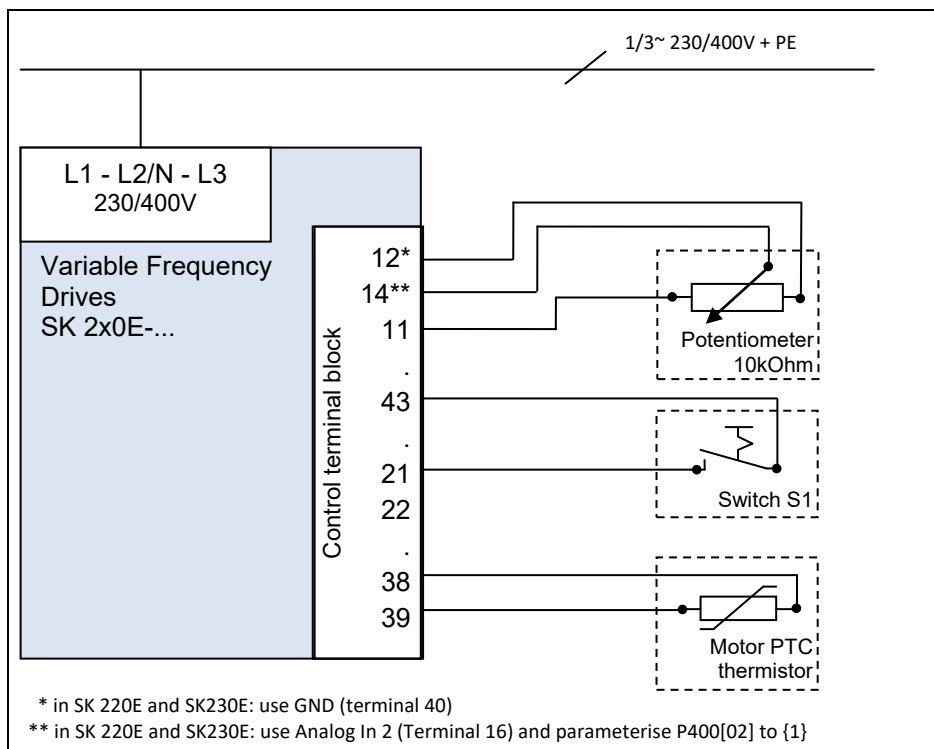 1/3~ 230/400V + PE
L1 - L2/N - L3
230/400V
Variable Frequency
Drives
SK 2x0E-...
Control terminal block
12*
14**
11
.
43
.
21
22
.
38
39
Potentiometer
10kOhm
Switch S1
Motor PTC
thermistor
* in SK 220E and SK230E: use GND (terminal 40)
** in SK 220E and SK230E: use Analog In 2 (Terminal 16) and parameterise P400[02] to {1}